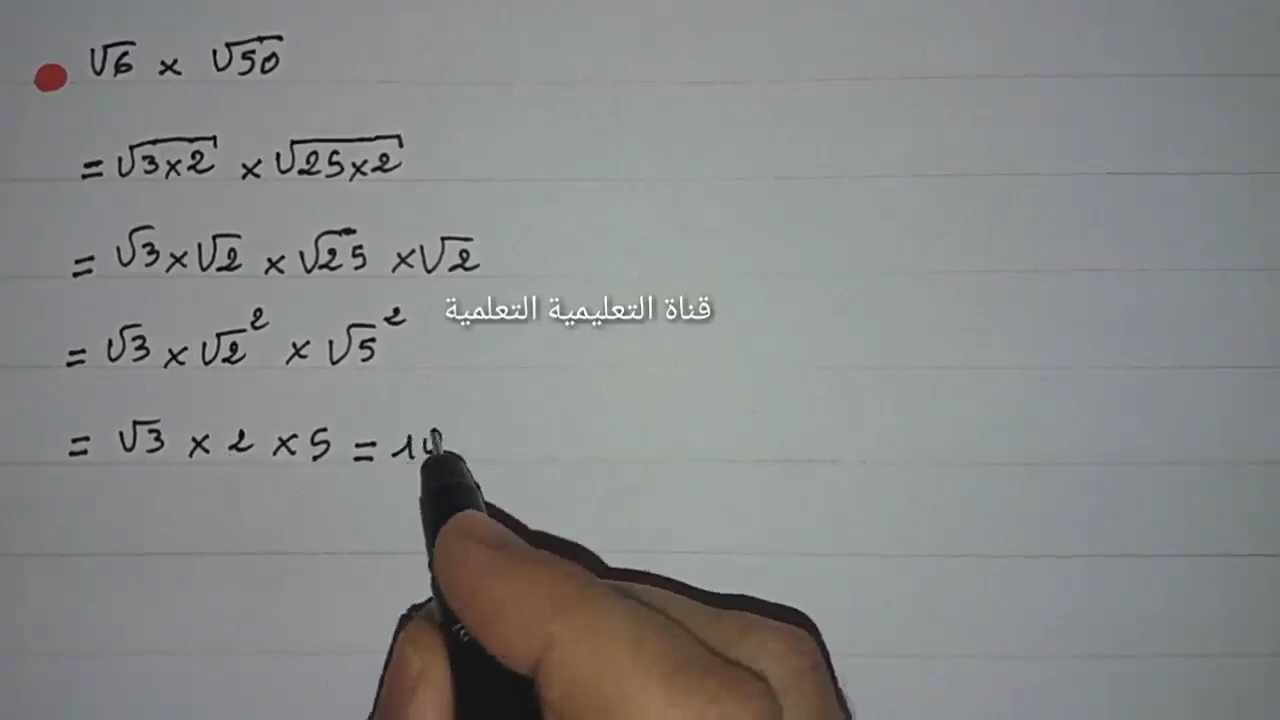 √6 × √50
= √3×2 × √25×2
= √3 × √2 × √25 × √2
قناة التعليمية التعلمية
= √3 × √2² × √5²
= √3 × 2 × 5 = 10